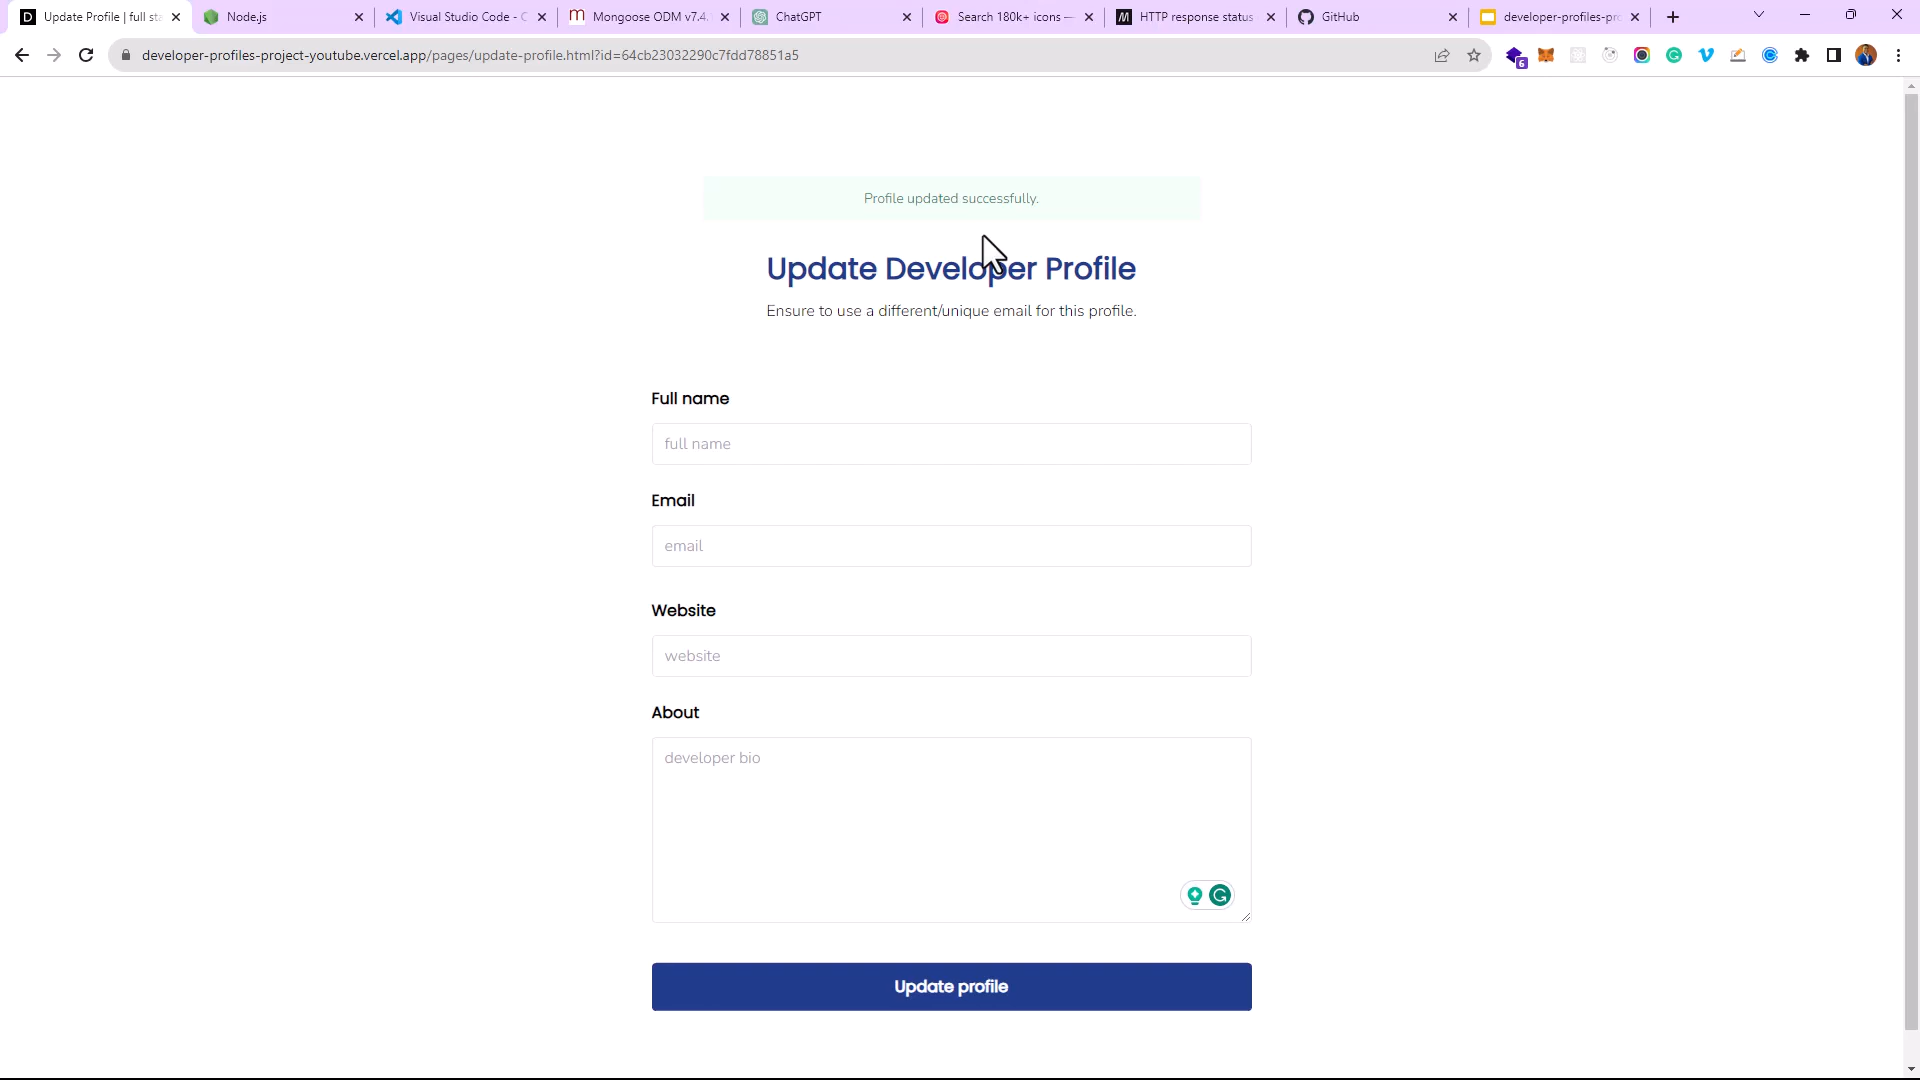 Update Profile | full sta
Node.js
Visual Studio Code - C
Mongoose ODM v7.4.
ChatGPT
Search 180k+ icons —
HTTP response status
GitHub
developer-profiles-pro
developer-profiles-project-youtube.vercel.app/pages/update-profile.html?id=64cb23032290c7fdd78851a5
6
Profile updated successfully.
Update Developer Profile
Ensure to use a different/unique email for this profile.
Full name
full name
Email
email
Website
website
About
developer bio
Update profile